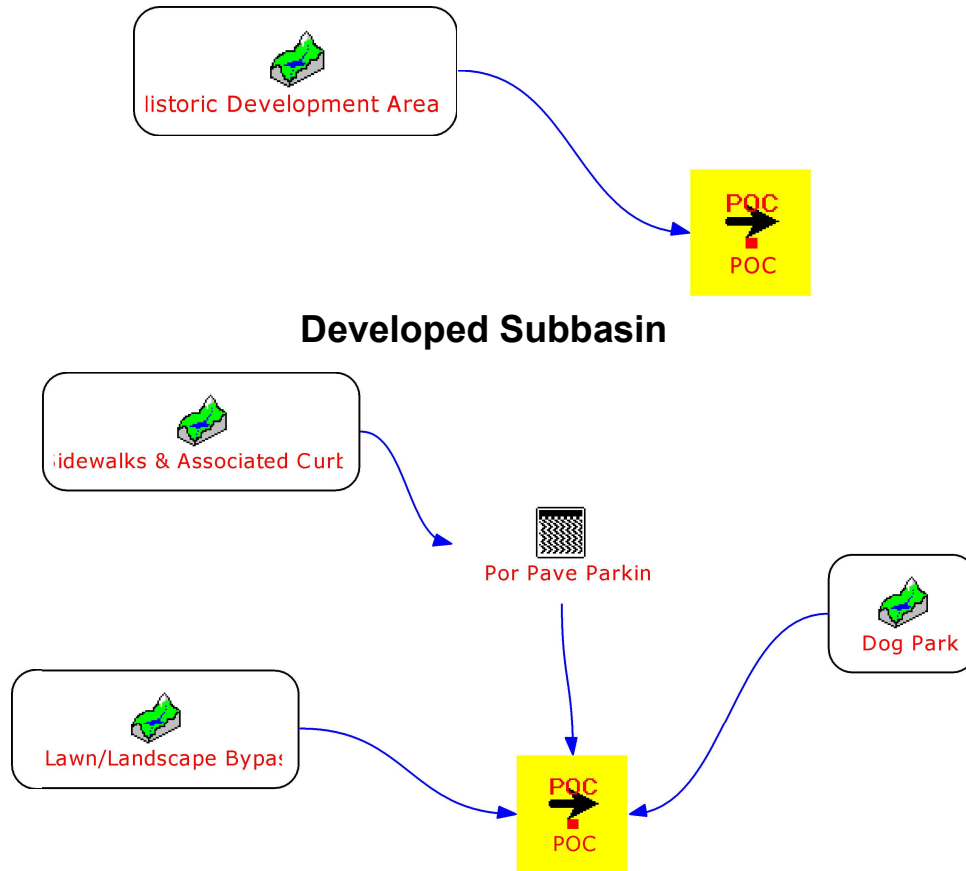 listoric Development Area
POC
POC
Developed Subbasin
idewalks & Associated Curb
Por Pave Parkin
Dog Park
Lawn/Landscape Bypas
POC
POC